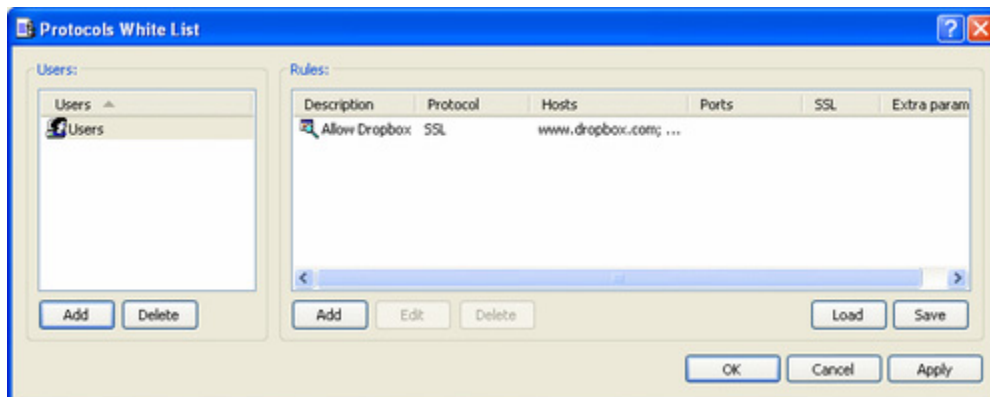 Protocols White List
Users: Rules:
Users Description Protocol Hosts Ports SSL Extra param
Users Allow Dropbox SSL www.dropbox.com; ...
Add Delete Add Edit Delete Load Save
OK Cancel Apply